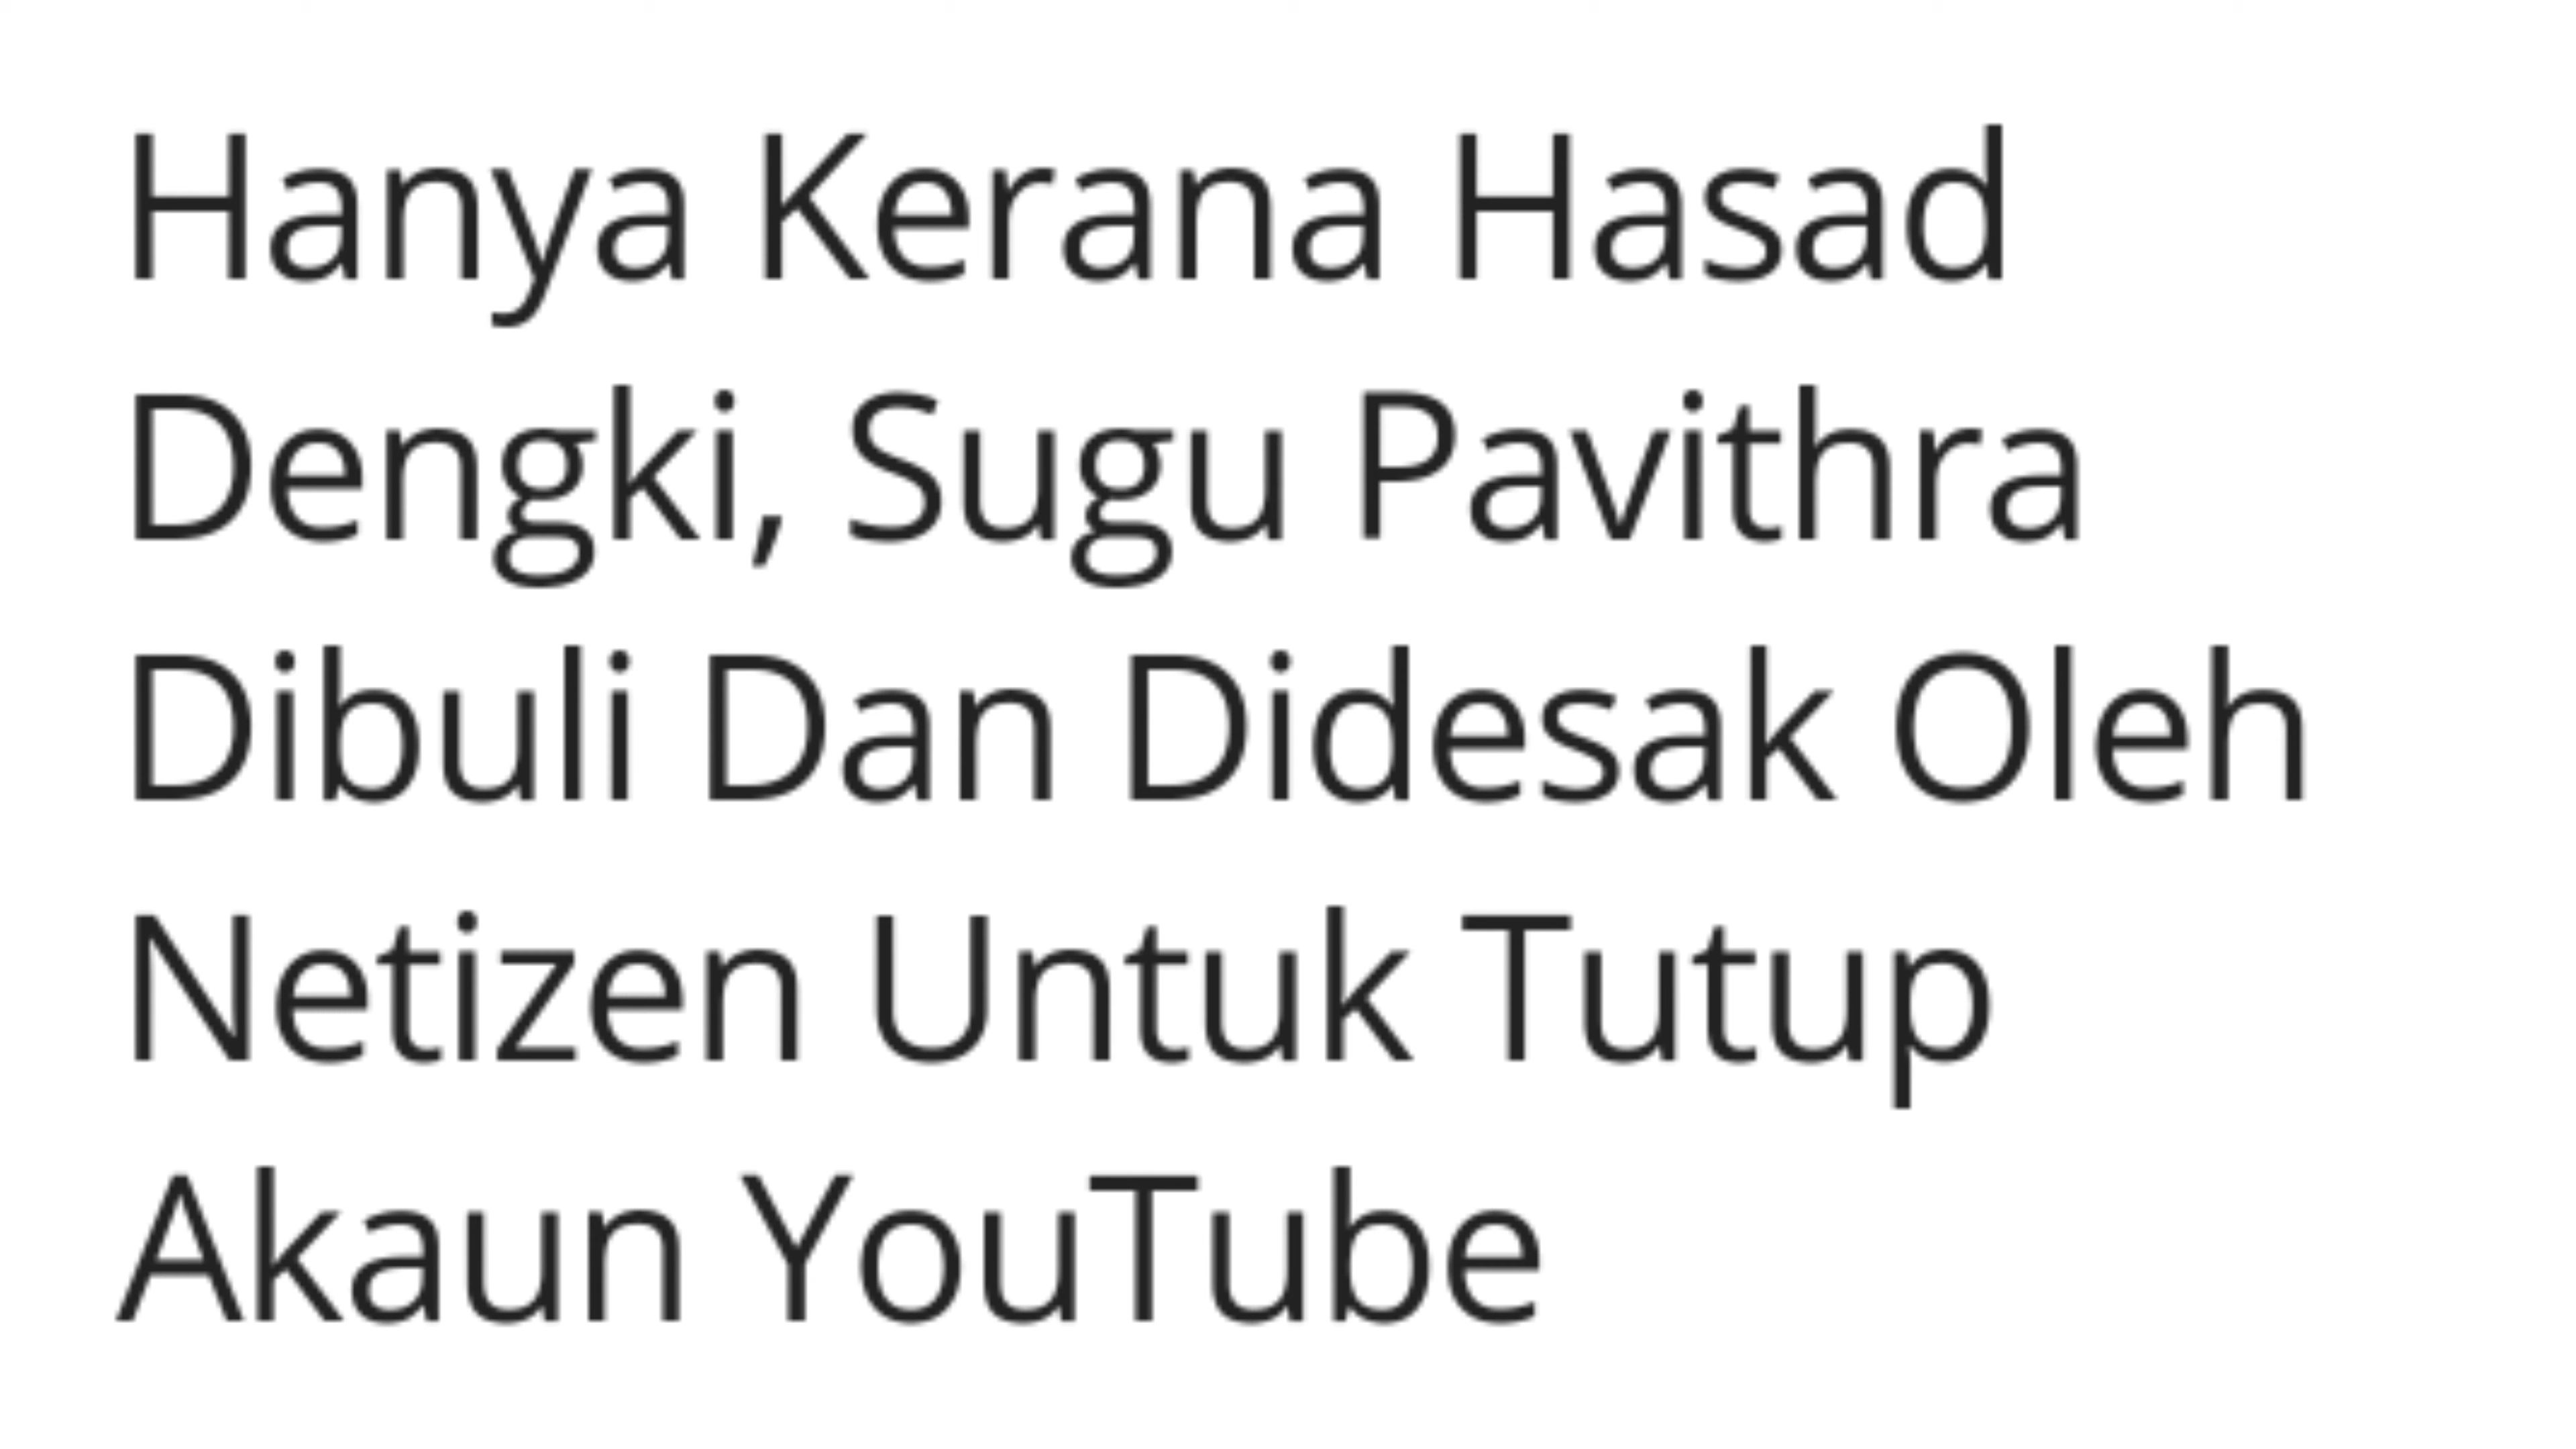 Hanya Kerana Hasad
Dengki, Sugu Pavithra
Dibuli Dan Didesak Oleh
Netizen Untuk Tutup
Akaun YouTube